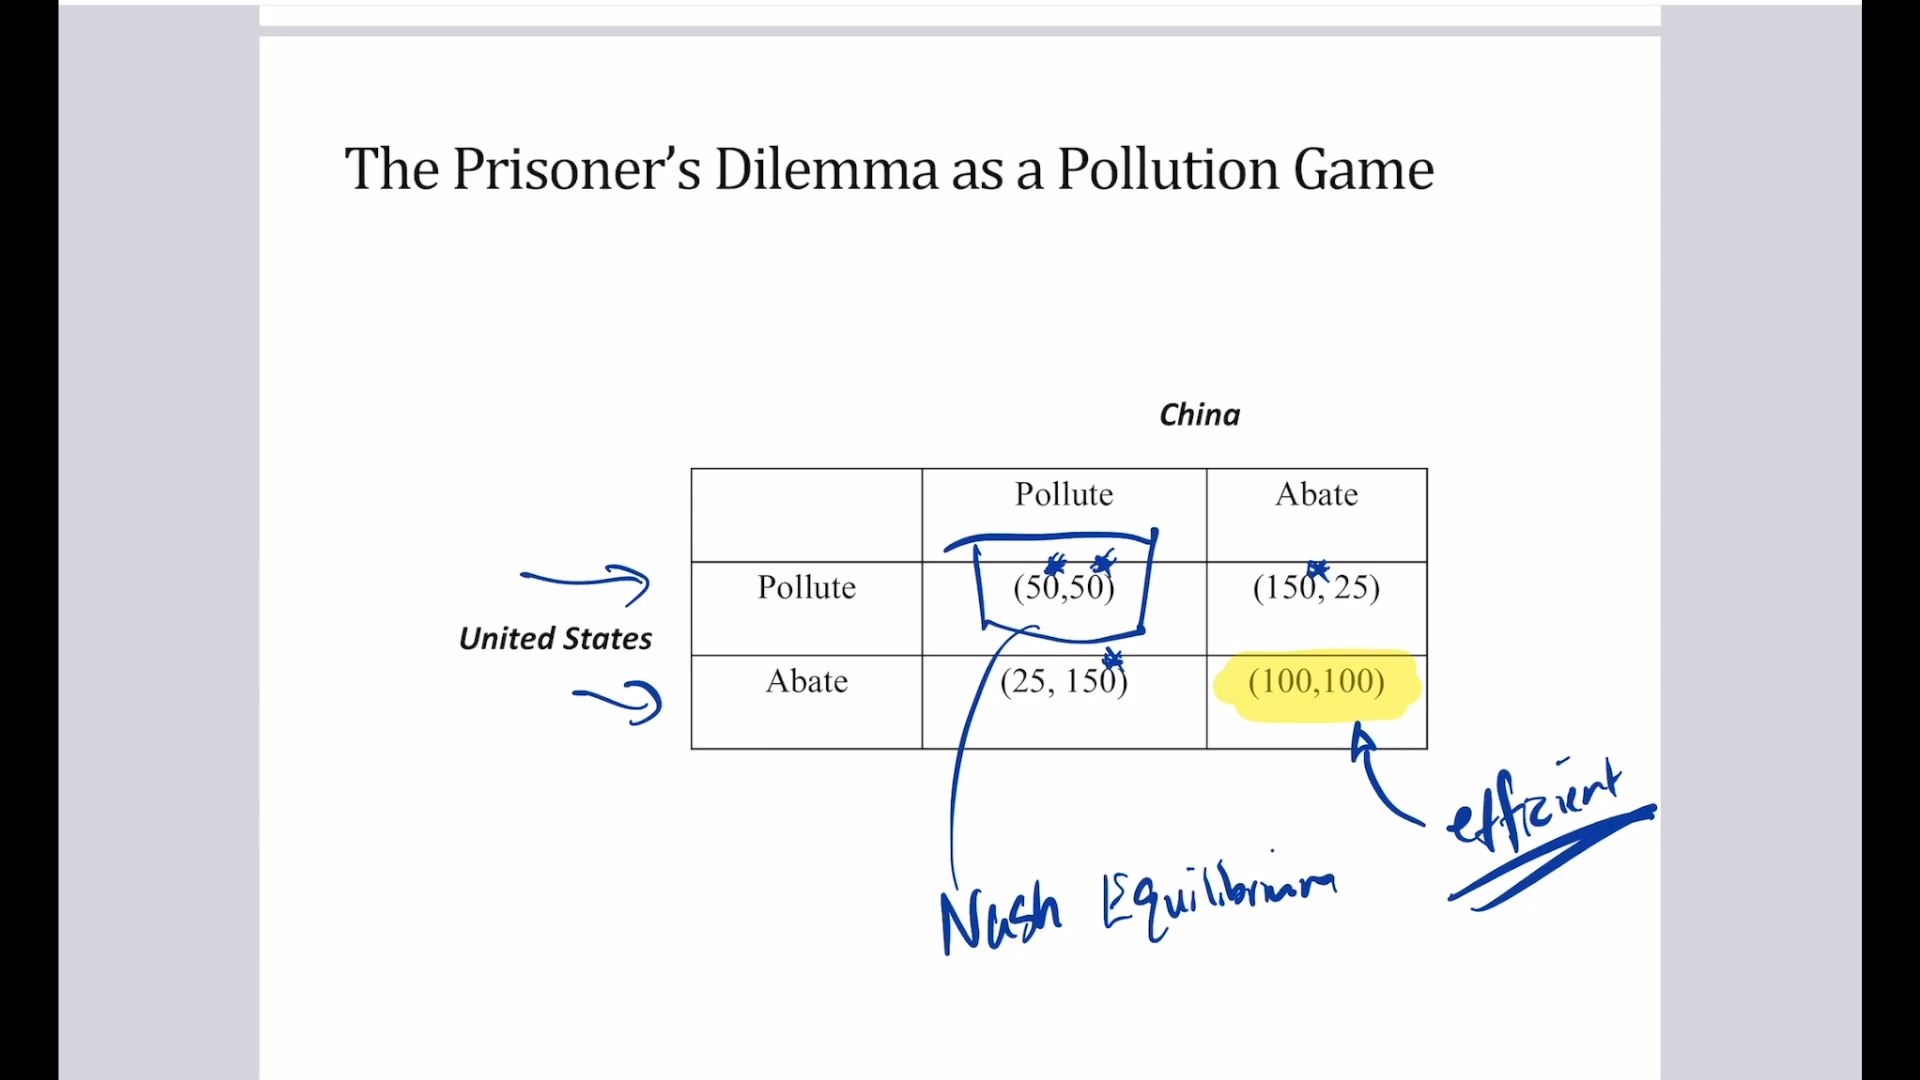 The Prisoner’s Dilemma as a Pollution Game
China
Pollute Abate
Pollute (50,50) (150, 25)
United States
Abate (25, 150) (100,100)
efficient
Nash Equilibrium